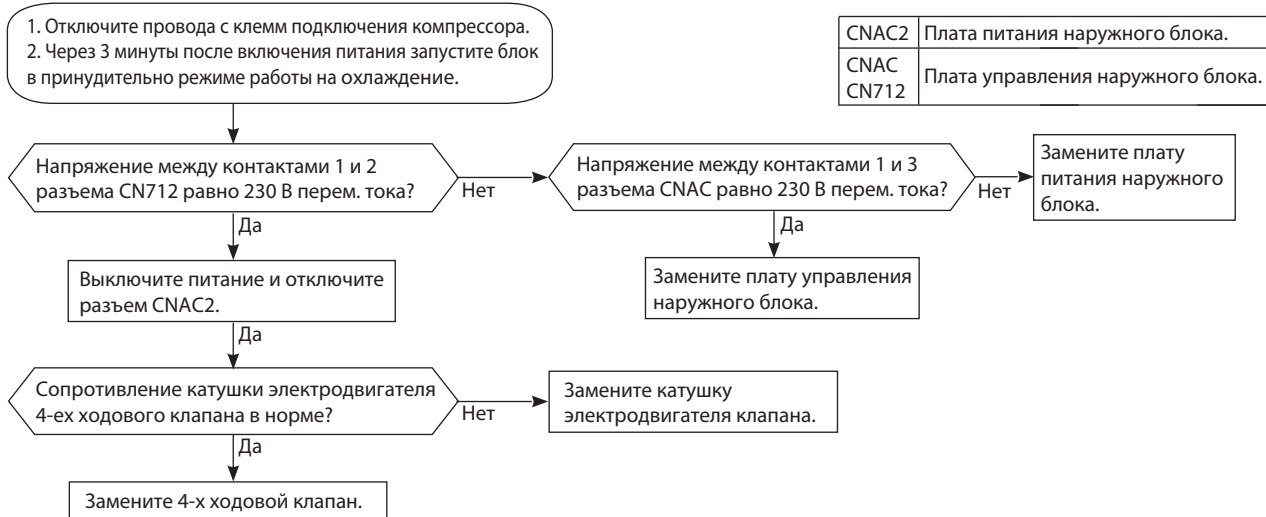 1. Отключите провода с клемм подключения компрессора.
2. Через 3 минуты после включения питания запустите блок
в принудительно режиме работы на охлаждение.
CNAC2 Плата питания наружного блока.
CNAC
CN712
Плата управления наружного блока.
Напряжение между контактами 1 и 2
разъема CN712 равно 230 В перем. тока?
Нет
Напряжение между контактами 1 и 3
разъема CNAC равно 230 В перем. тока?
Нет
Замените плату
питания наружного
блока.
Да
Да
Выключите питание и отключите
разъем CNAC2.
Замените плату управления
наружного блока.
Да
Сопротивление катушки электродвигателя
4-ех ходового клапана в норме?
Нет
Замените катушку
электродвигателя клапана.
Да
Замените 4-х ходовой клапан.